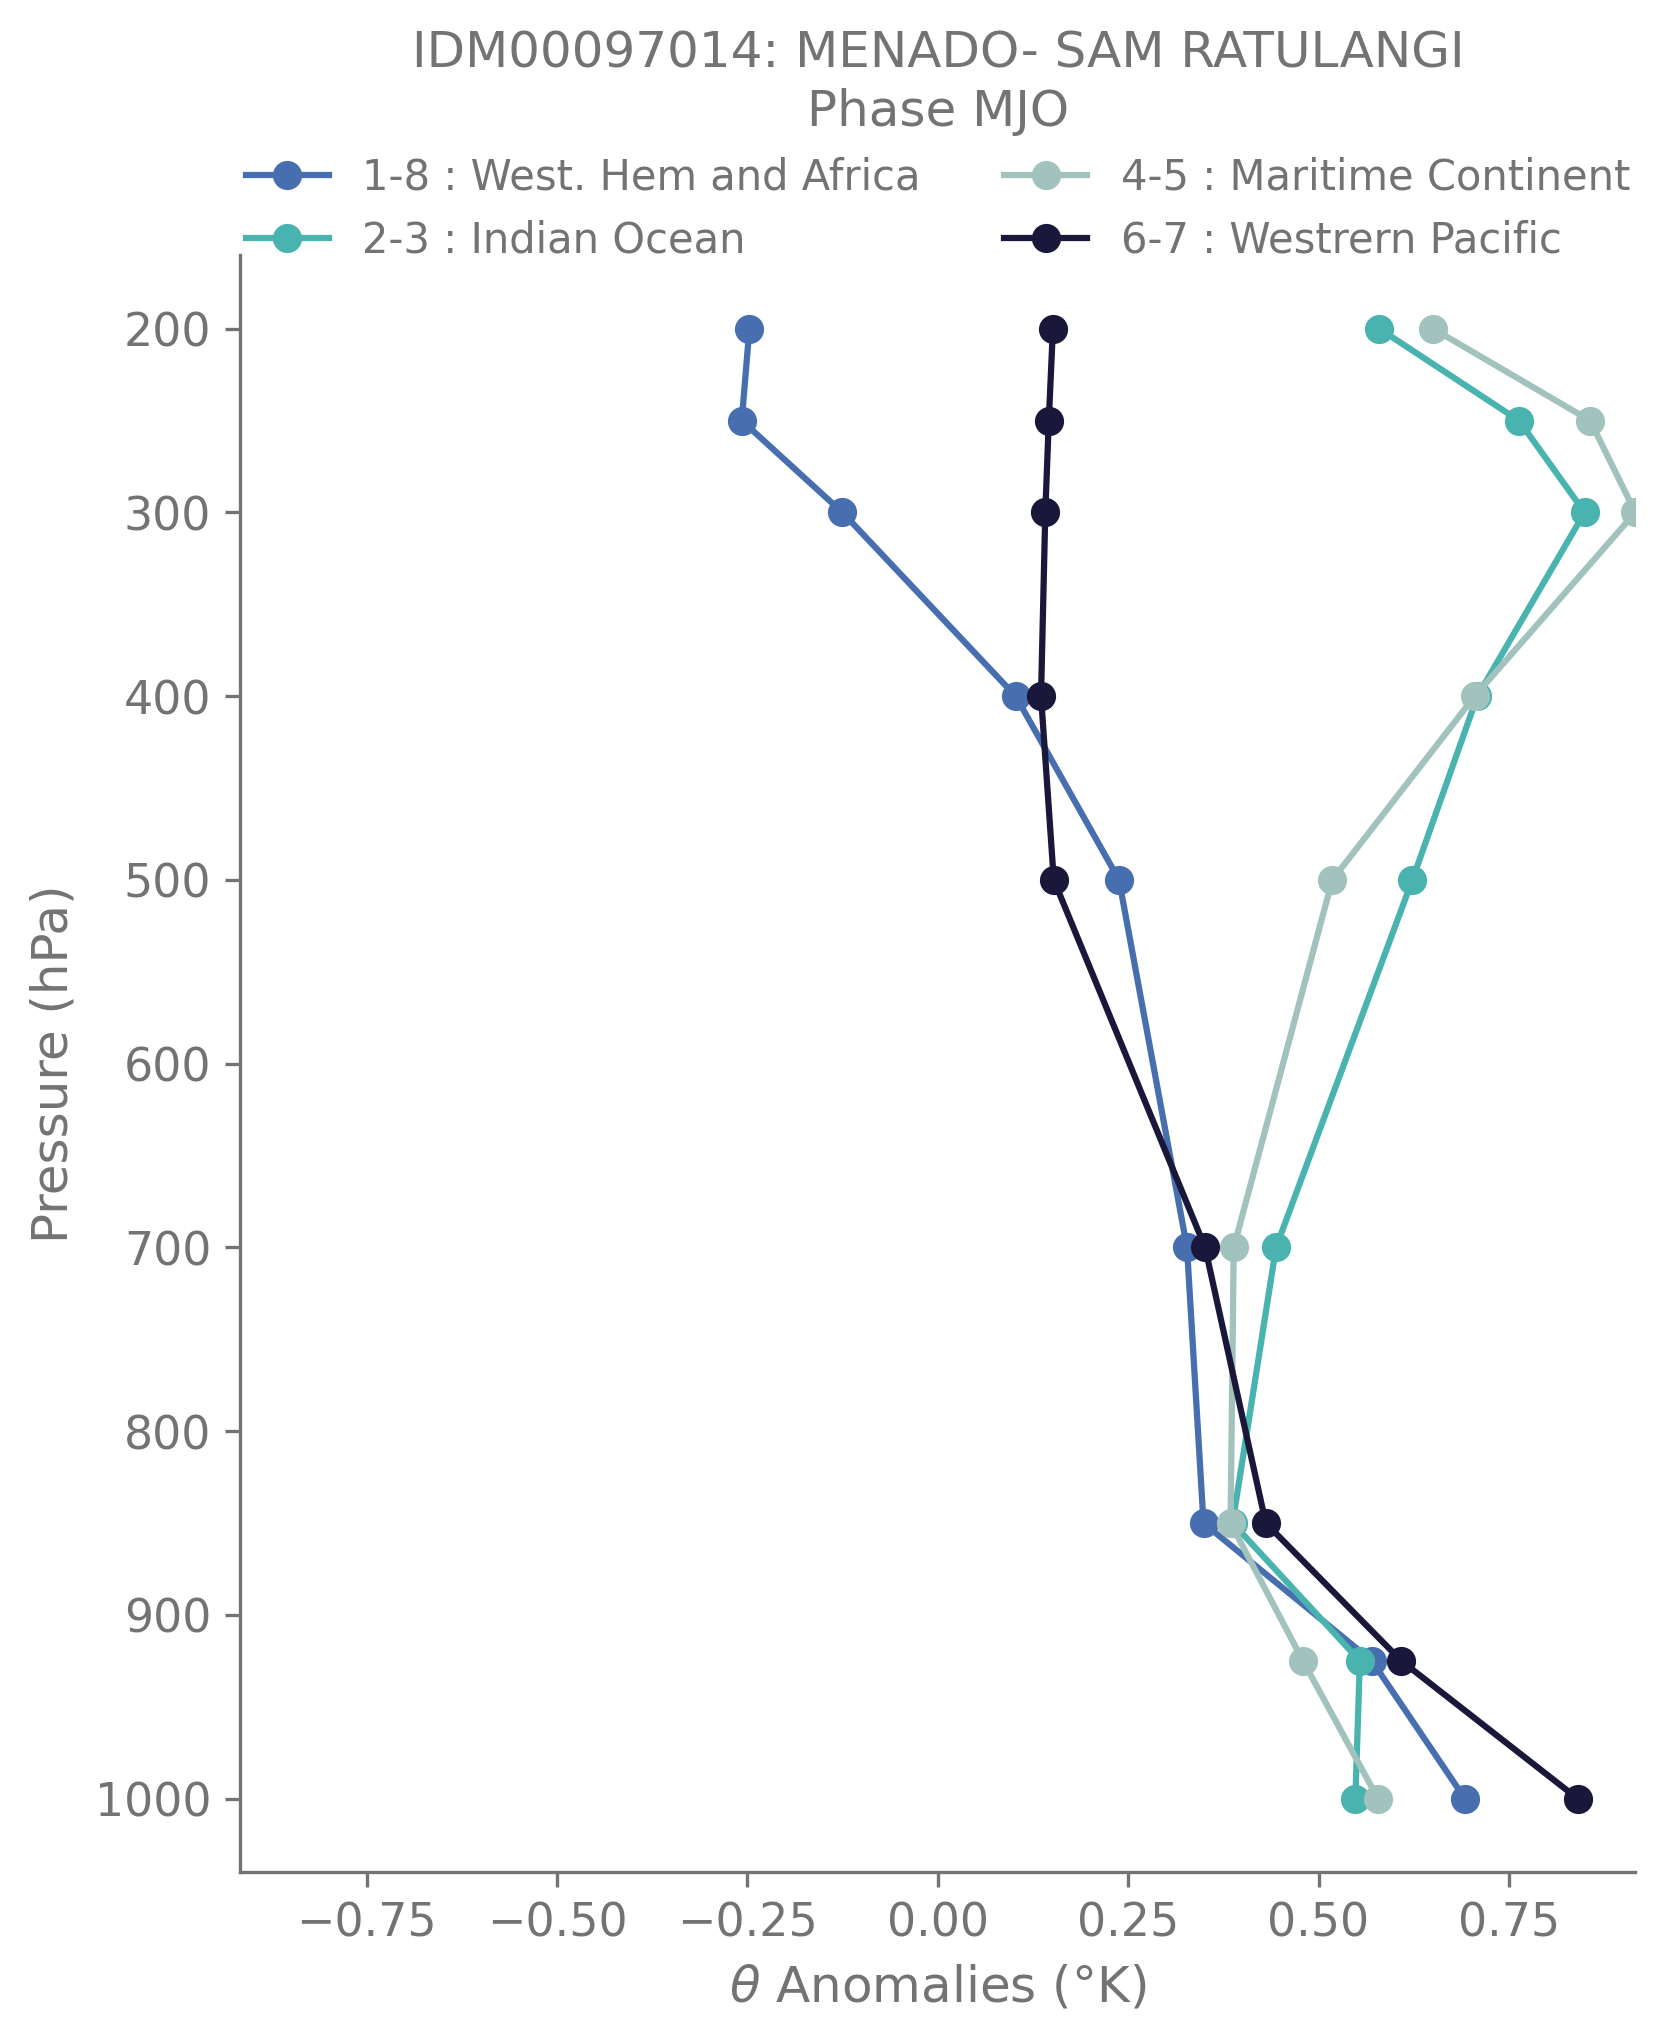 IDM00097014: MENADO- SAM RATULANGI
Phase MJO
1-8 : West. Hem and Africa
4-5 : Maritime Continent
2-3 : Indian Ocean
6-7 : Westrern Pacific
200
300
400
500
600
700
800
900
1000
Pressure (hPa)
−0.75 −0.50 −0.25 0.00 0.25 0.50 0.75
θ Anomalies (°K)